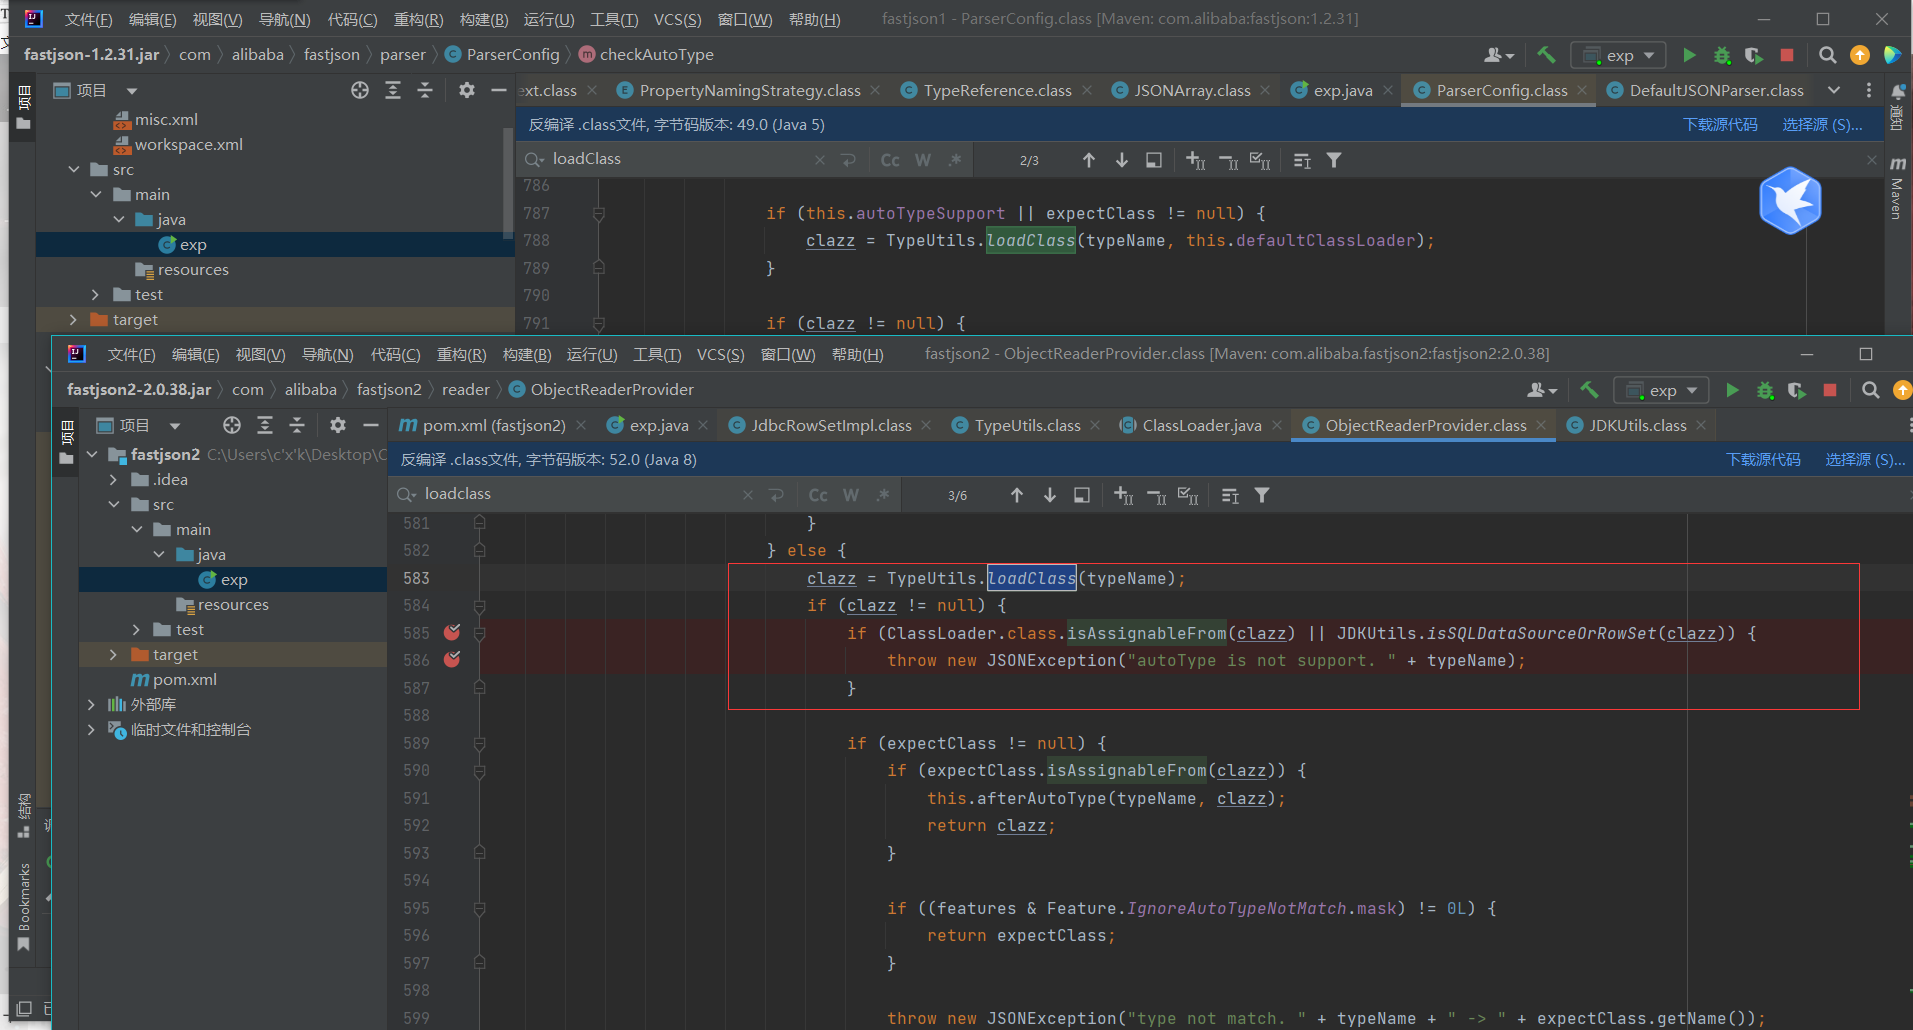 文件(F) 编辑(E) 视图(V) 导航(N) 代码(C) 重构(R) 构建(B) 运行(U) 工具(T) VCS(S) 窗口(W) 帮助(H) fastjson1 - ParserConfig.class [Maven: com.alibaba:fastjson:1.2.31]
fastjson-1.2.31.jar com alibaba fastjson parser ParserConfig checkAutoType exp
项目
项目
ext.class PropertyNamingStrategy.class TypeReference.class JSONArray.class exp.java ParserConfig.class DefaultJSONParser.class
通知
Maven
misc.xml
workspace.xml
src
main
java
exp
resources
test
target
反编译 .class文件, 字节码版本: 49.0 (Java 5) 下载源代码 选择源 (S)...
loadClass Cc W .* 2/3
786
787 if (this.autoTypeSupport || expectClass != null) {
788 clazz = TypeUtils.loadClass(typeName, this.defaultClassLoader);
789 }
790
791 if (clazz != null) {
文件(F) 编辑(E) 视图(V) 导航(N) 代码(C) 重构(R) 构建(B) 运行(U) 工具(T) VCS(S) 窗口(W) 帮助(H) fastjson2 - ObjectReaderProvider.class [Maven: com.alibaba.fastjson2:fastjson2:2.0.38]
fastjson2-2.0.38.jar com alibaba fastjson2 reader ObjectReaderProvider exp
项目
项目
pom.xml (fastjson2) exp.java JdbcRowSetImpl.class TypeUtils.class ClassLoader.java ObjectReaderProvider.class JDKUtils.class
fastjson2 C:\Users\c'x'k\Desktop\C
.idea
src
main
java
exp
resources
test
target
pom.xml
外部库
临时文件和控制台
反编译 .class文件, 字节码版本: 52.0 (Java 8) 下载源代码 选择源 (S)...
loadclass Cc W .* 3/6
581 }
582 } else {
583 clazz = TypeUtils.loadClass(typeName);
584 if (clazz != null) {
585 if (ClassLoader.class.isAssignableFrom(clazz) || JDKUtils.isSQLDataSourceOrRowSet(clazz)) {
586 throw new JSONException("autoType is not support. " + typeName);
587 }
588
589 if (expectClass != null) {
590 if (expectClass.isAssignableFrom(clazz)) {
591 this.afterAutoType(typeName, clazz);
592 return clazz;
593 }
594
595 if ((features & Feature.IgnoreAutoTypeNotMatch.mask) != 0L) {
596 return expectClass;
597 }
598
599 throw new JSONException("type not match. " + typeName + " -> " + expectClass.getName());
结构
Bookmarks